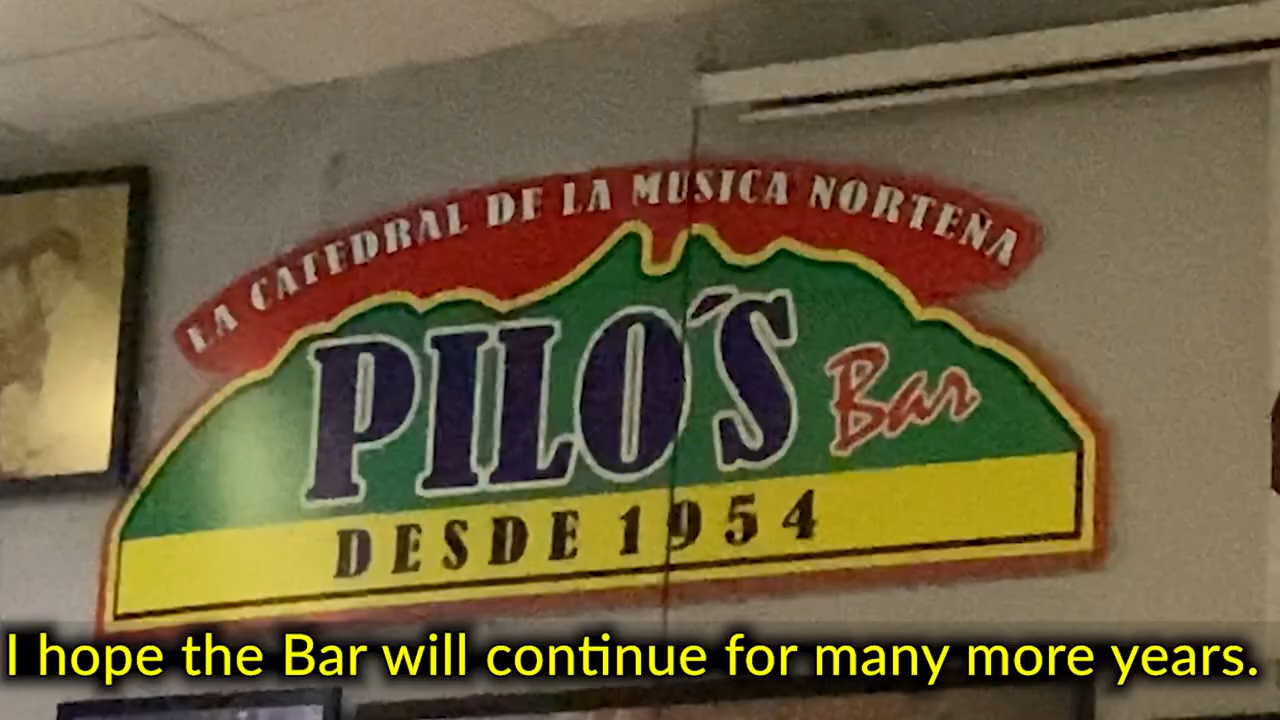 LA CATEDRAL DE LA MUSICA NORTEÑA
PILO´S Bar
DESDE 1954
I hope the Bar will continue for many more years.